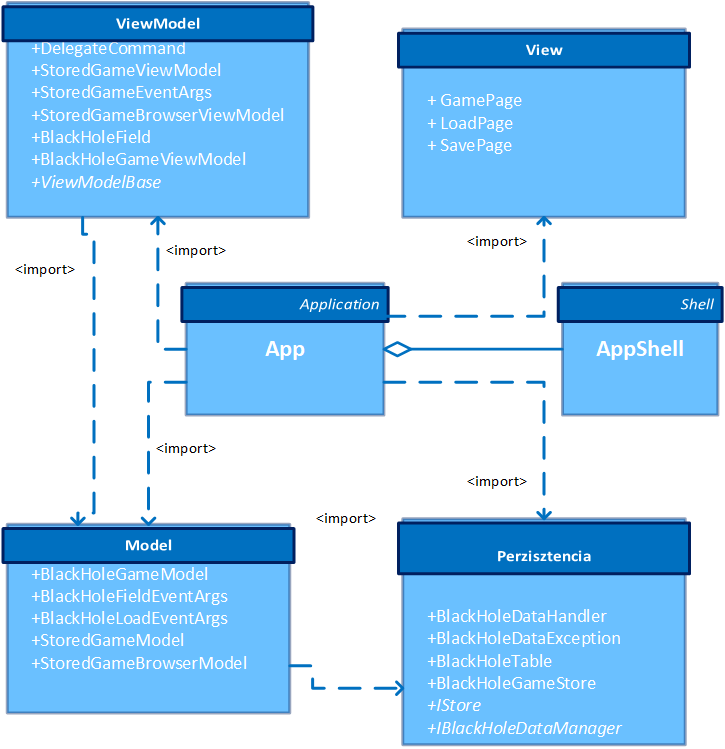 ViewModel
+DelegateCommand
+StoredGameViewModel
+StoredGameEventArgs
+StoredGameBrowserViewModel
+BlackHoleField
+BlackHoleGameViewModel
+ViewModelBase
View
+ GamePage
+ LoadPage
+ SavePage
<import>
<import>
<import>
Application
App
Shell
AppShell
<import>
<import>
<import>
Model
+BlackHoleGameModel
+BlackHoleFieldEventArgs
+BlackHoleLoadEventArgs
+StoredGameModel
+StoredGameBrowserModel
Perzisztencia
+BlackHoleDataHandler
+BlackHoleDataException
+BlackHoleTable
+BlackHoleGameStore
+IStore
+IBlackHoleDataManager